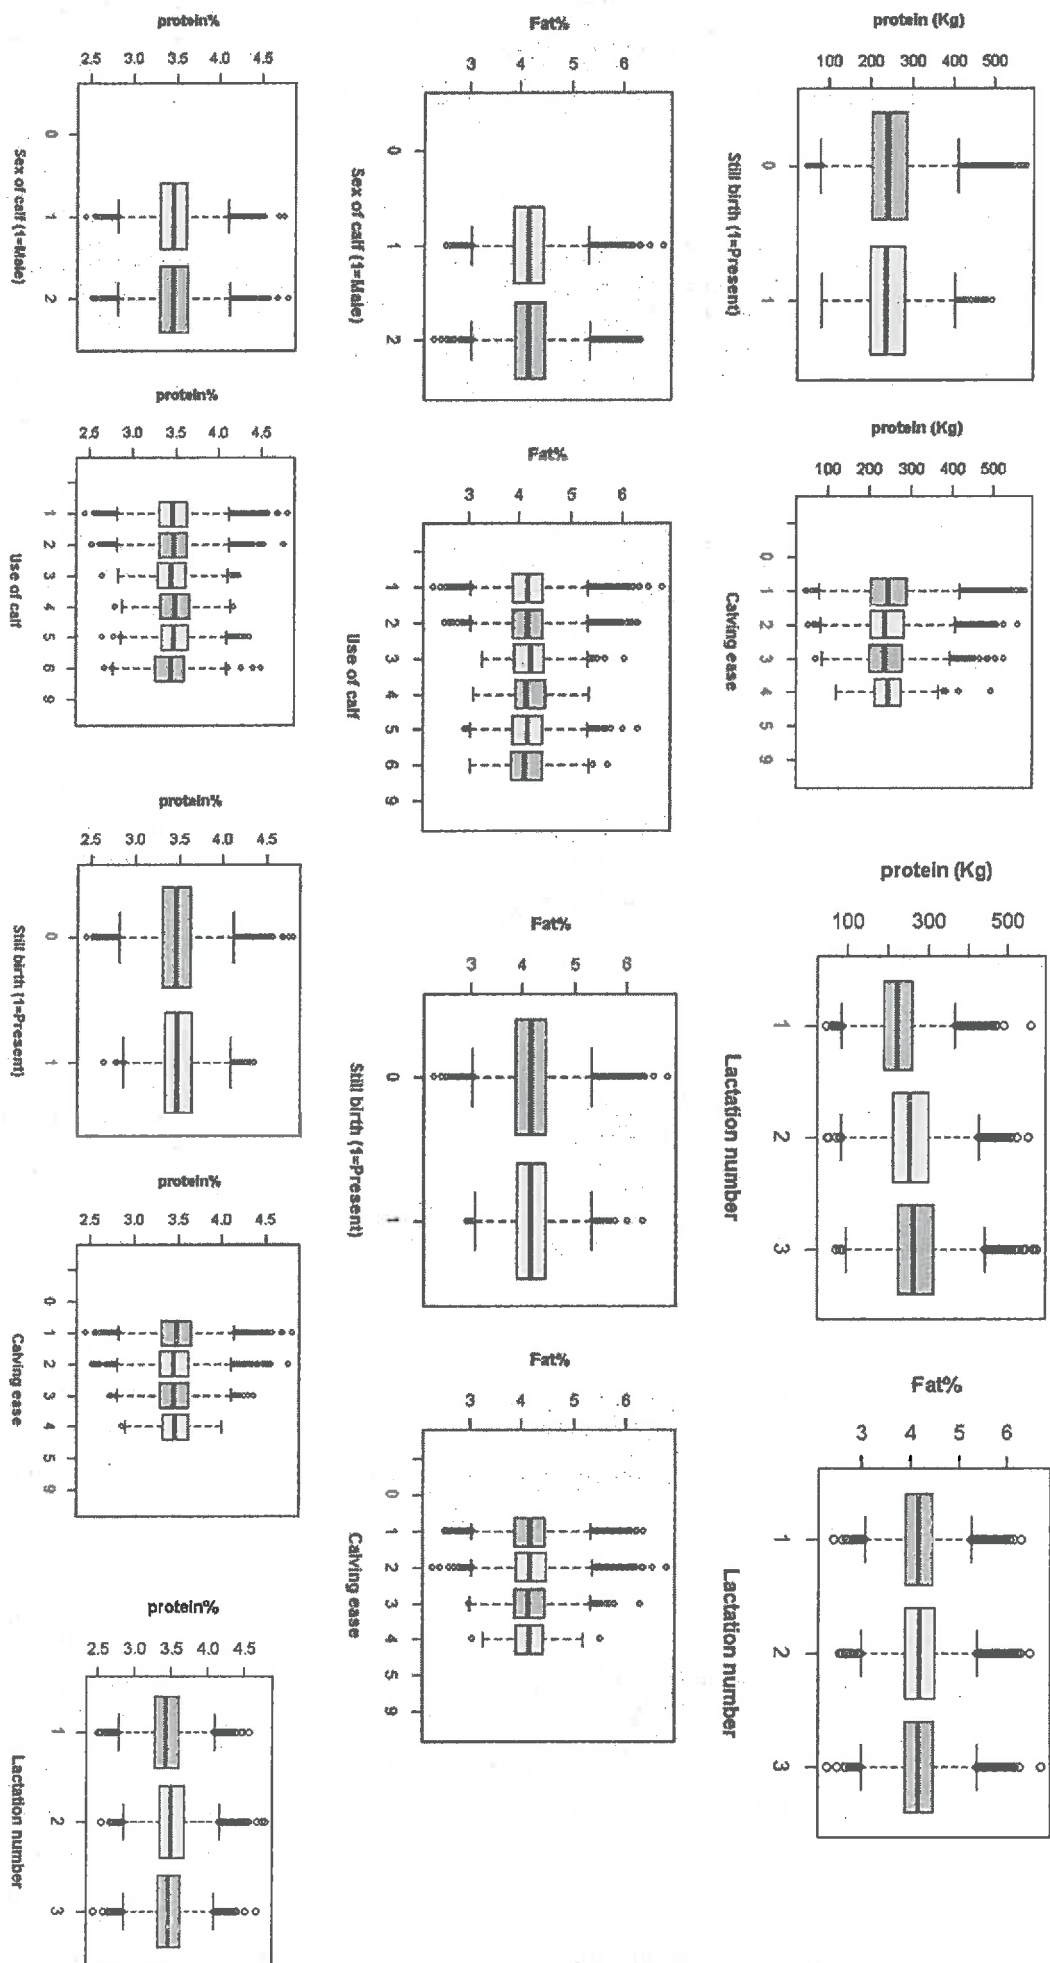 protein (Kg)
100 200 300 400 500
0 1
Still birth (1=Present)
protein (Kg)
100 200 300 400 500
0 1 2 3 4 5 9
Calving ease
protein (Kg)
100 300 500
1 2 3
Lactation number
Fat%
3 4 5 6
1 2 3
Lactation number
Fat%
3 4 5 6
0 1 2
Sex of calf (1=Male)
Fat%
3 4 5 6
1 2 3 4 5 6 9
Use of calf
Fat%
3 4 5 6
0 1
Still birth (1=Present)
Fat%
3 4 5 6
0 1 2 3 4 5 9
Calving ease
protein%
2.5 3.0 3.5 4.0 4.5
0 1 2
Sex of calf (1=Male)
protein%
2.5 3.0 3.5 4.0 4.5
1 2 3 4 5 6 9
Use of calf
protein%
2.5 3.0 3.5 4.0 4.5
0 1
Still birth (1=Present)
protein%
2.5 3.0 3.5 4.0 4.5
0 1 2 3 4 5 9
Calving ease
protein%
2.5 3.0 3.5 4.0 4.5
1 2 3
Lactation number